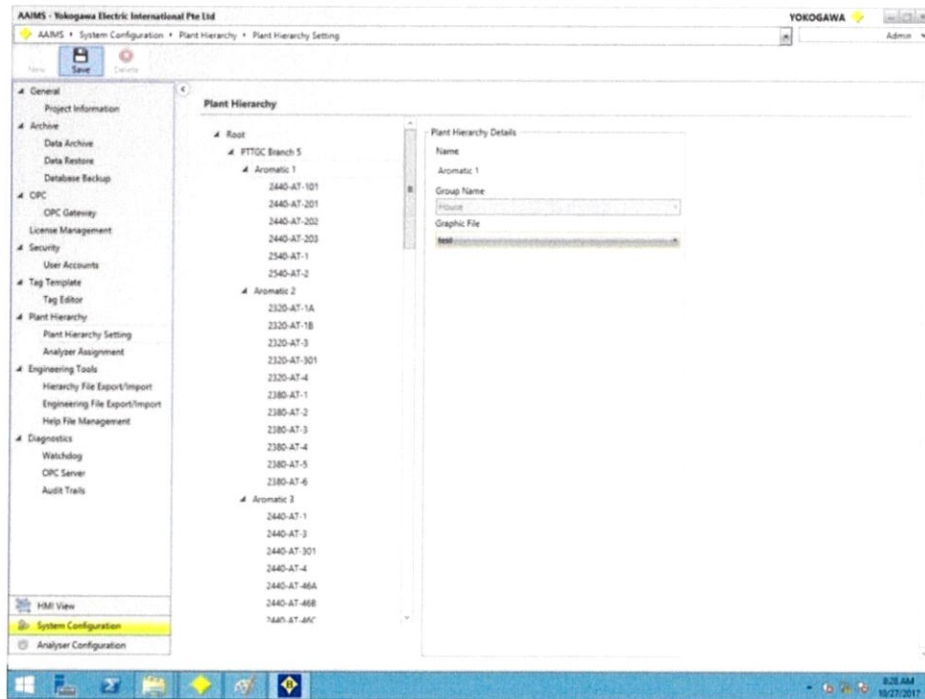 AAIMS - Yokogawa Electric International Pte Ltd
YOKOGAWA
AAIMS • System Configuration • Plant Hierarchy • Plant Hierarchy Setting
Admin
New
Save
Delete
General
Project Information
Archive
Data Archive
Data Restore
Database Backup
OPC
OPC Gateway
License Management
Security
User Accounts
Tag Template
Tag Editor
Plant Hierarchy
Plant Hierarchy Setting
Analyzer Assignment
Engineering Tools
Hierarchy File Export/Import
Engineering File Export/Import
Help File Management
Diagnostics
Watchdog
OPC Server
Audit Trails
HMI View
System Configuration
Analyser Configuration
Plant Hierarchy
Root
PTTGC Branch 5
Aromatic 1
2440-AT-101
2440-AT-201
2440-AT-202
2440-AT-203
2540-AT-1
2540-AT-2
Aromatic 2
2320-AT-1A
2320-AT-1B
2320-AT-3
2320-AT-301
2320-AT-4
2380-AT-1
2380-AT-2
2380-AT-3
2380-AT-4
2380-AT-5
2380-AT-6
Aromatic 3
2440-AT-1
2440-AT-3
2440-AT-301
2440-AT-4
2440-AT-46A
2440-AT-46B
2440-AT-46C
Plant Hierarchy Details
Name
Aromatic 1
Group Name
House
Graphic File
test
8:28 AM
10/27/2017